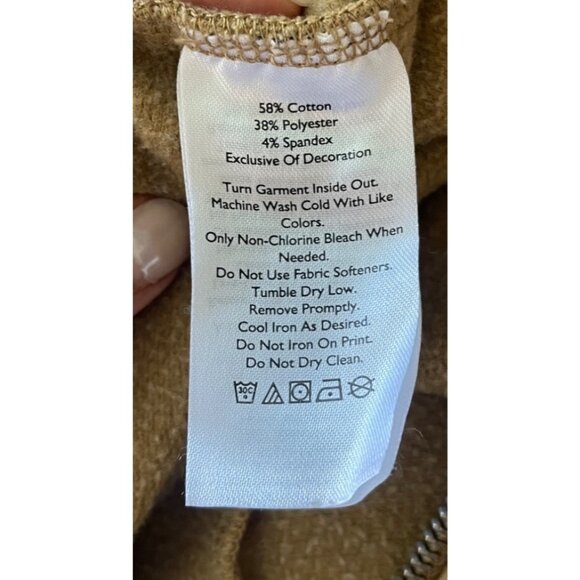 58% Cotton
38% Polyester
4% Spandex
Exclusive Of Decoration
Turn Garment Inside Out.
Machine Wash Cold With Like
Colors.
Only Non-Chlorine Bleach When
Needed.
Do Not Use Fabric Softeners.
Tumble Dry Low.
Remove Promptly.
Cool Iron As Desired.
Do Not Iron On Print.
Do Not Dry Clean.
30C